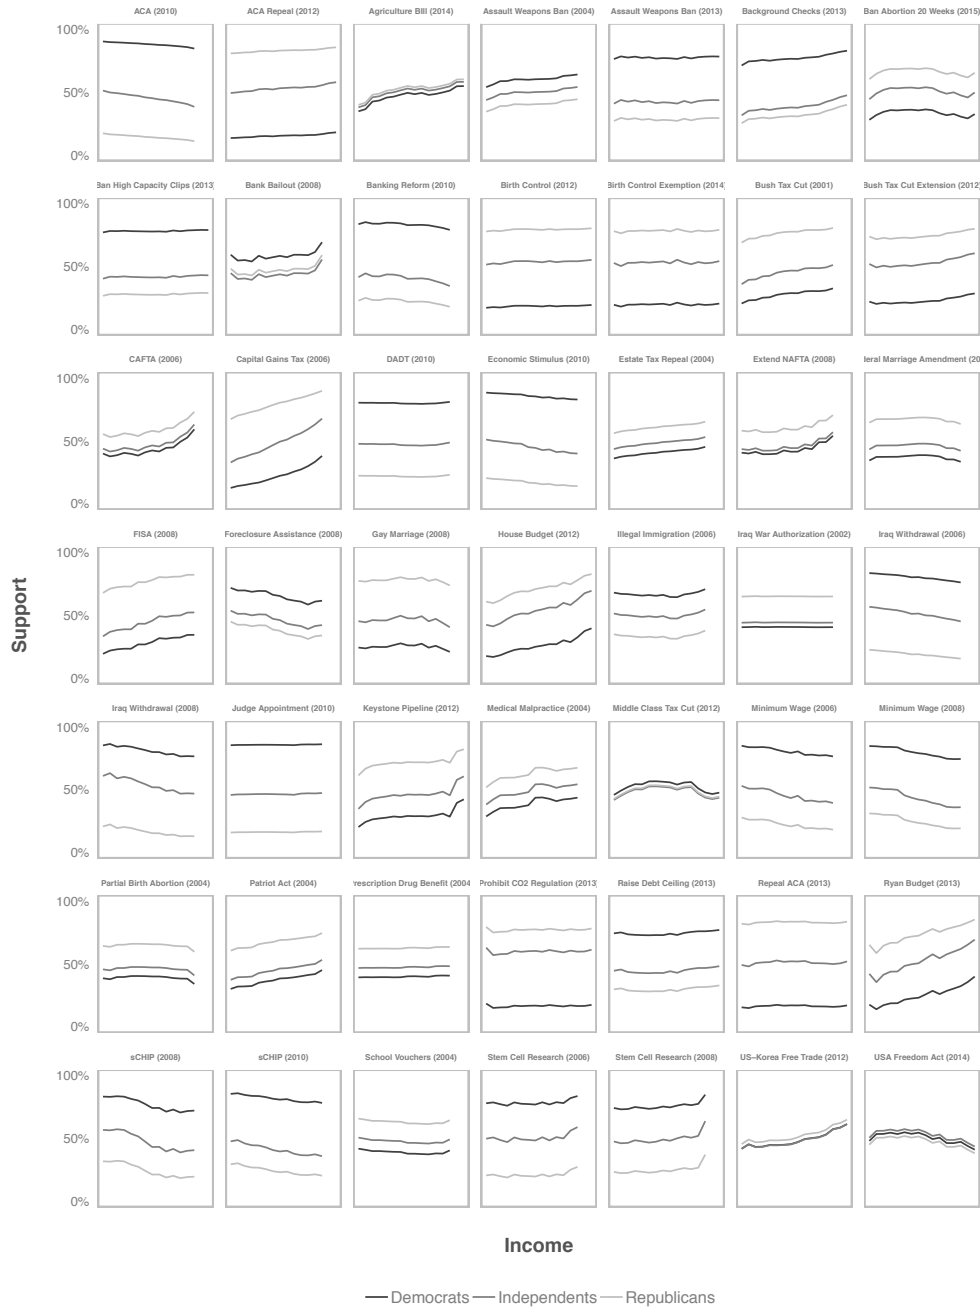 ACA (2010) ACA Repeal (2012) Agriculture BIll (2014) Assault Weapons Ban (2004) Assault Weapons Ban (2013) Background Checks (2013) Ban Abortion 20 Weeks (2015)
100%
50%
0%
Ban High Capacity Clips (2013) Bank Bailout (2008) Banking Reform (2010) Birth Control (2012) Birth Control Exemption (2014) Bush Tax Cut (2001) Bush Tax Cut Extension (2012)
100%
50%
0%
CAFTA (2006) Capital Gains Tax (2006) DADT (2010) Economic Stimulus (2010) Estate Tax Repeal (2004) Extend NAFTA (2008) leral Marriage Amendment (20
100%
50%
0%
FISA (2008) Foreclosure Assistance (2008) Gay Marriage (2008) House Budget (2012) Illegal Immigration (2006) Iraq War Authorization (2002) Iraq Withdrawal (2006)
100%
50%
0%
Support
Iraq Withdrawal (2008) Judge Appointment (2010) Keystone Pipeline (2012) Medical Malpractice (2004) Middle Class Tax Cut (2012) Minimum Wage (2006) Minimum Wage (2008)
100%
50%
0%
Partial Birth Abortion (2004) Patriot Act (2004) rescription Drug Benefit (2004 Prohibit CO2 Regulation (2013) Raise Debt Ceiling (2013) Repeal ACA (2013) Ryan Budget (2013)
100%
50%
0%
sCHIP (2008) sCHIP (2010) School Vouchers (2004) Stem Cell Research (2006) Stem Cell Research (2008) US−Korea Free Trade (2012) USA Freedom Act (2014)
100%
50%
0%
Income
Democrats Independents Republicans